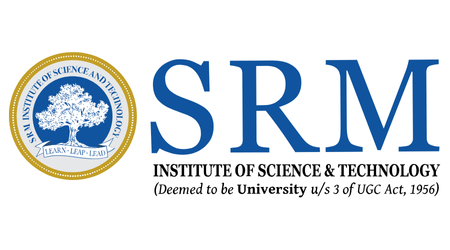 SRM INSTITUTE OF SCIENCE AND TECHNOLOGY
LEARN - LEAP - LEAD
SRM
INSTITUTE OF SCIENCE & TECHNOLOGY
(Deemed to be University u/s 3 of UGC Act, 1956)